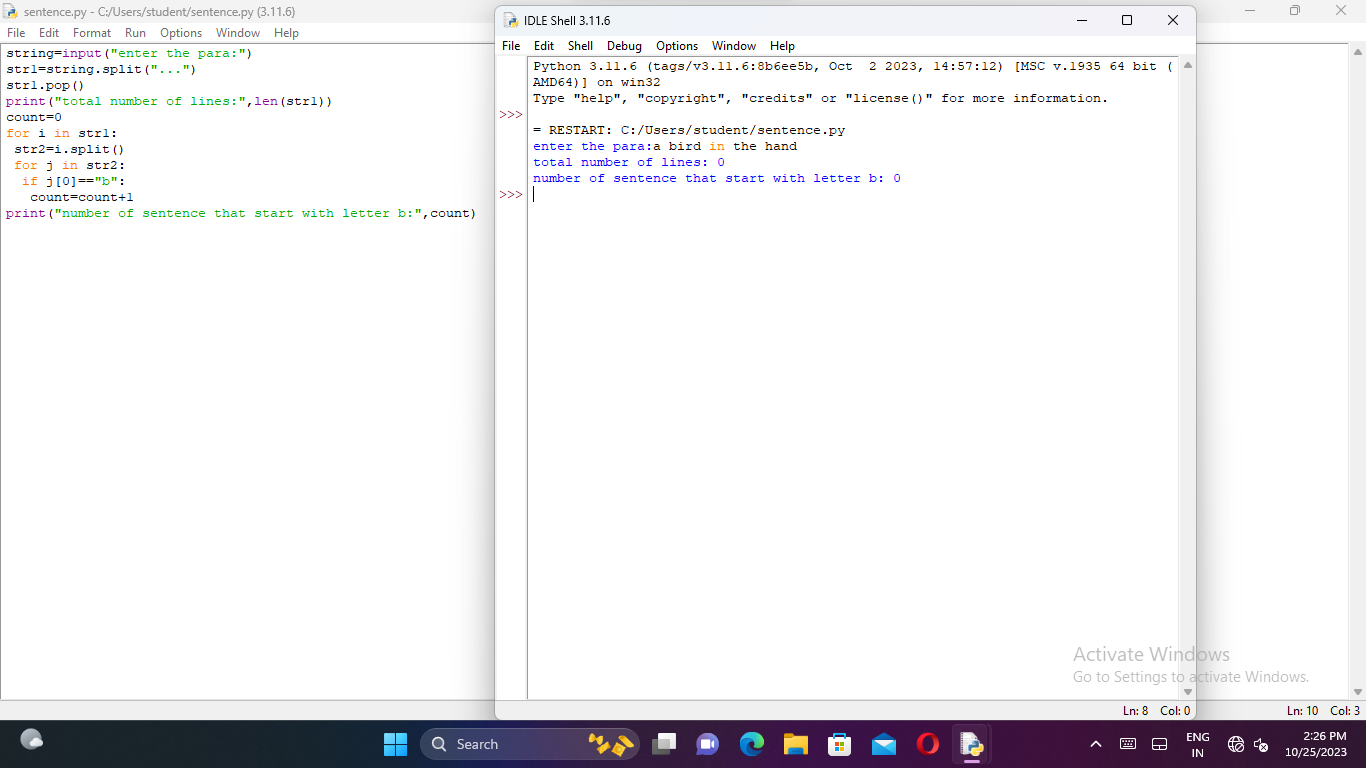 sentence.py - C:/Users/student/sentence.py (3.11.6)
File Edit Format Run Options Window Help
string=input("enter the para:")
str1=string.split("...")
str1.pop()
print("total number of lines:",len(str1))
count=0
for i in str1:
 str2=i.split()
 for j in str2:
  if j[0]=="b":
   count=count+1
print("number of sentence that start with letter b:",count)
IDLE Shell 3.11.6
File Edit Shell Debug Options Window Help
Python 3.11.6 (tags/v3.11.6:8b6ee5b, Oct  2 2023, 14:57:12) [MSC v.1935 64 bit (
AMD64)] on win32
Type "help", "copyright", "credits" or "license()" for more information.
>>>
= RESTART: C:/Users/student/sentence.py
enter the para:a bird in the hand
total number of lines: 0
number of sentence that start with letter b: 0
>>>
Activate Windows
Go to Settings to activate Windows.
Ln: 8 Col: 0
Ln: 10 Col: 3
Search
ENG
IN
2:26 PM
10/25/2023